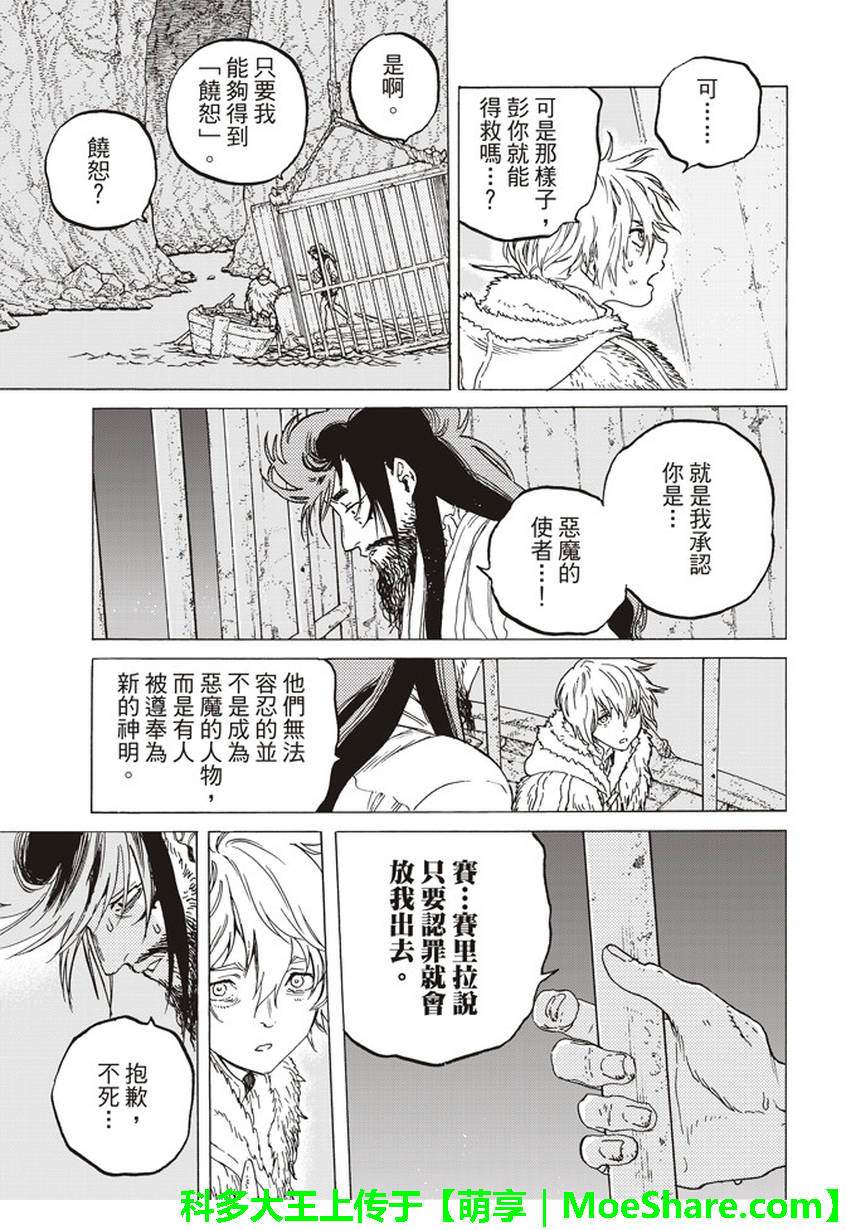 可……
可是那樣子，
彭你就能
得救嗎…？
是啊。
只要我
能夠得到
「饒恕」。
饒恕？
就是我承認
你是…
惡魔的
使者…！
他們無法
容忍的並
不是成為
惡魔的人物，
而是有人
被遵奉為
新的神明。
賽…賽里拉說
只要認罪就會
放我出去。
抱歉，
不死…
科多大王上传于【萌享｜MoeShare.com】